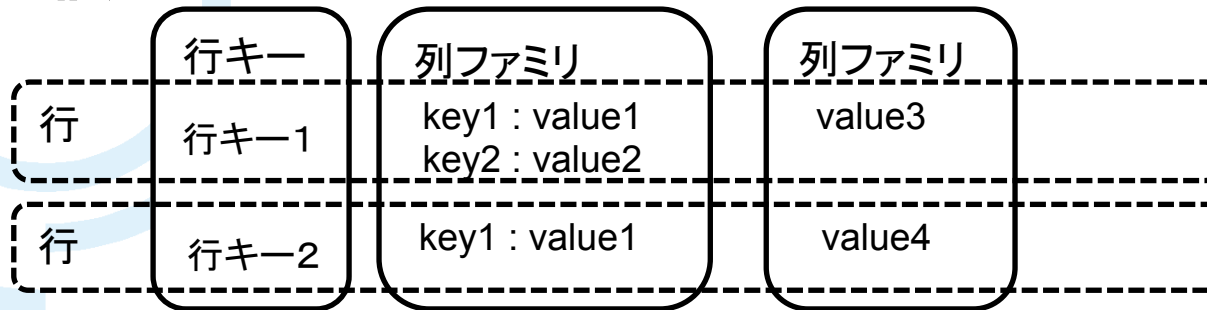 行キー 列ファミリ 列ファミリ
行 行キー1 key1 : value1 value3
key2 : value2
行 行キー2 key1 : value1 value4